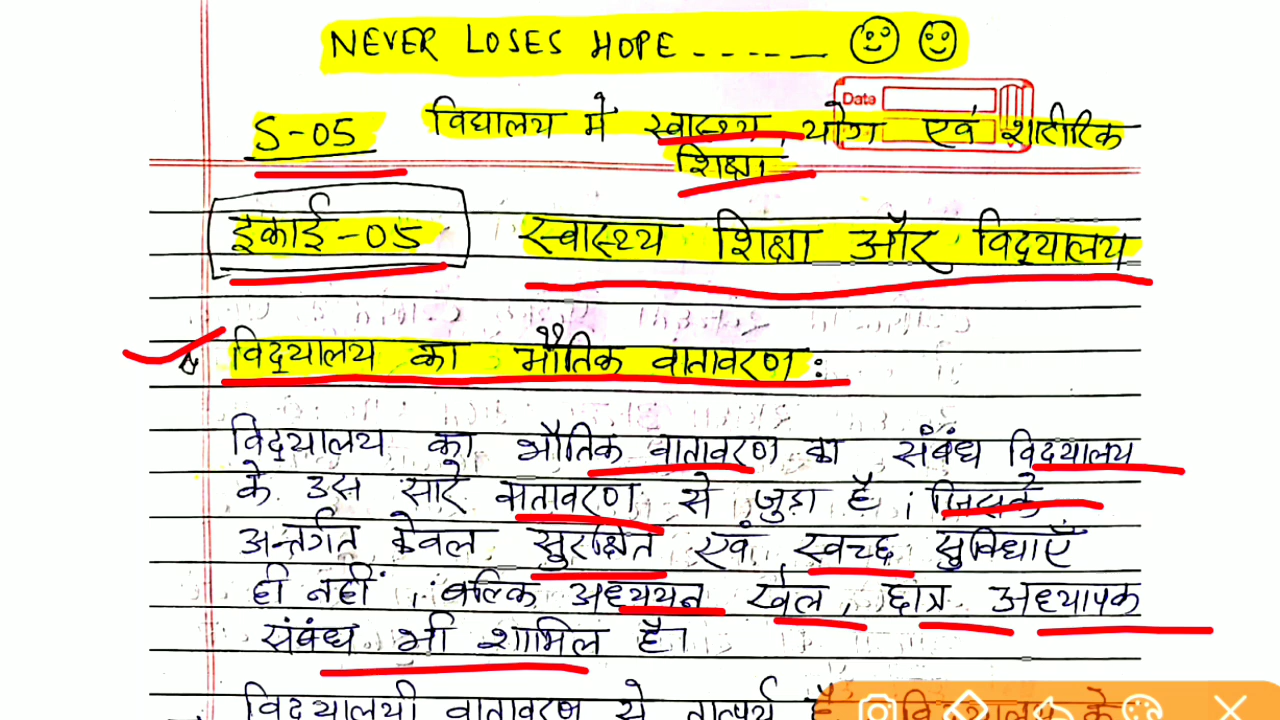 NEVER LOSES HOPE ------
Date
S-05 विद्यालय में स्वास्थ्य, योग एवं शारीरिक
शिक्षा
इकाई-05 स्वास्थ्य शिक्षा और विद्यालय
विद्यालय का भौतिक वातावरण :
विद्यालय का भौतिक वातावरण का संबंध विद्यालय
के उस सारे वातावरण से जुड़ा है, जिसके
अन्तर्गत केवल सुरक्षित एवं स्वच्छ सुविधाएँ
ही नहीं, बल्कि अध्ययन खेल, छात्र अध्यापक
संबंध भी शामिल है।
विद्यालयी वातावरण से तात्पर्य है विद्यालय के